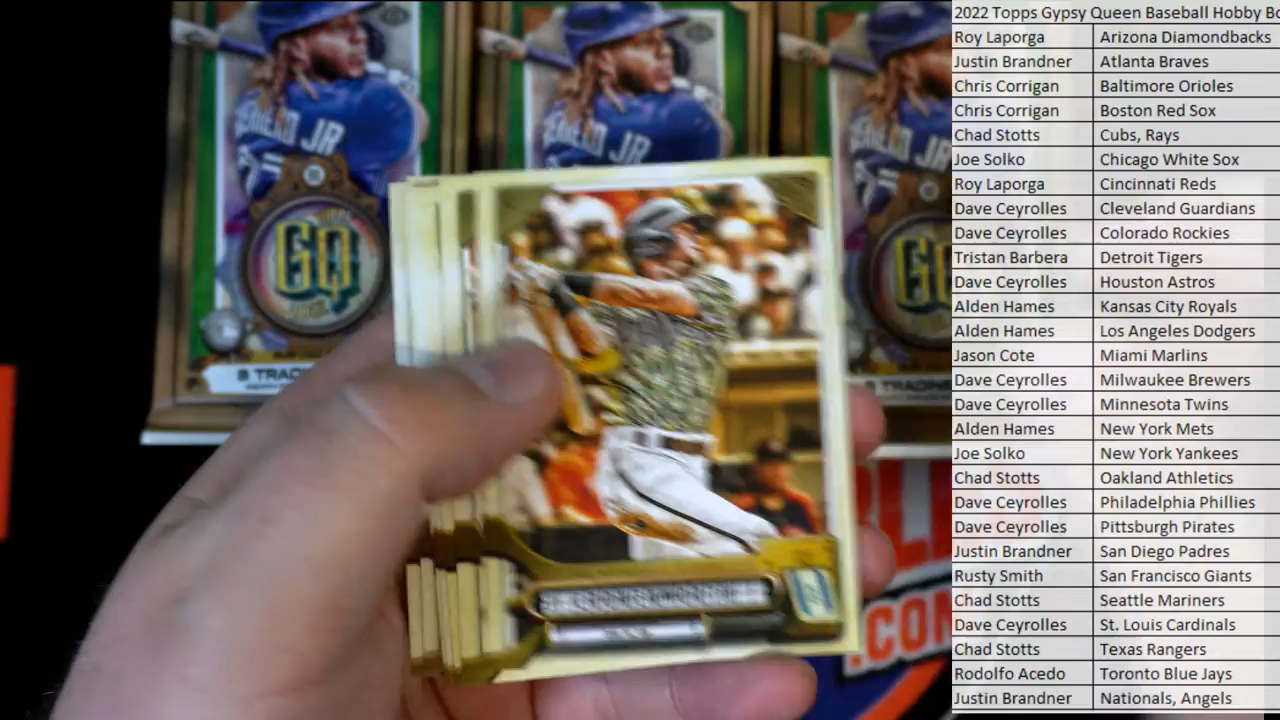 2022 Topps Gypsy Queen Baseball Hobby Bo
Roy Laporga Arizona Diamondbacks
Justin Brandner Atlanta Braves
Chris Corrigan Baltimore Orioles
Chris Corrigan Boston Red Sox
Chad Stotts Cubs, Rays
Joe Solko Chicago White Sox
Roy Laporga Cincinnati Reds
Dave Ceyrolles Cleveland Guardians
Dave Ceyrolles Colorado Rockies
Tristan Barbera Detroit Tigers
Dave Ceyrolles Houston Astros
Alden Hames Kansas City Royals
Alden Hames Los Angeles Dodgers
Jason Cote Miami Marlins
Dave Ceyrolles Milwaukee Brewers
Dave Ceyrolles Minnesota Twins
Alden Hames New York Mets
Joe Solko New York Yankees
Chad Stotts Oakland Athletics
Dave Ceyrolles Philadelphia Phillies
Dave Ceyrolles Pittsburgh Pirates
Justin Brandner San Diego Padres
Rusty Smith San Francisco Giants
Chad Stotts Seattle Mariners
Dave Ceyrolles St. Louis Cardinals
Chad Stotts Texas Rangers
Rodolfo Acedo Toronto Blue Jays
Justin Brandner Nationals, Angels
GQ
8 TRADIN
.CON